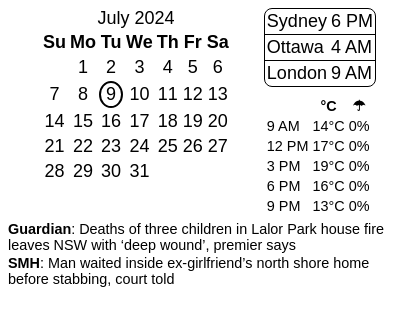 July 2024
Su Mo Tu We Th Fr Sa
1 2 3 4 5 6
7 8 9 10 11 12 13
14 15 16 17 18 19 20
21 22 23 24 25 26 27
28 29 30 31
Sydney 6 PM
Ottawa 4 AM
London 9 AM
°C ☂
9 AM 14°C 0%
12 PM 17°C 0%
3 PM 19°C 0%
6 PM 16°C 0%
9 PM 13°C 0%
Guardian: Deaths of three children in Lalor Park house fire
leaves NSW with ‘deep wound’, premier says
SMH: Man waited inside ex-girlfriend’s north shore home
before stabbing, court told